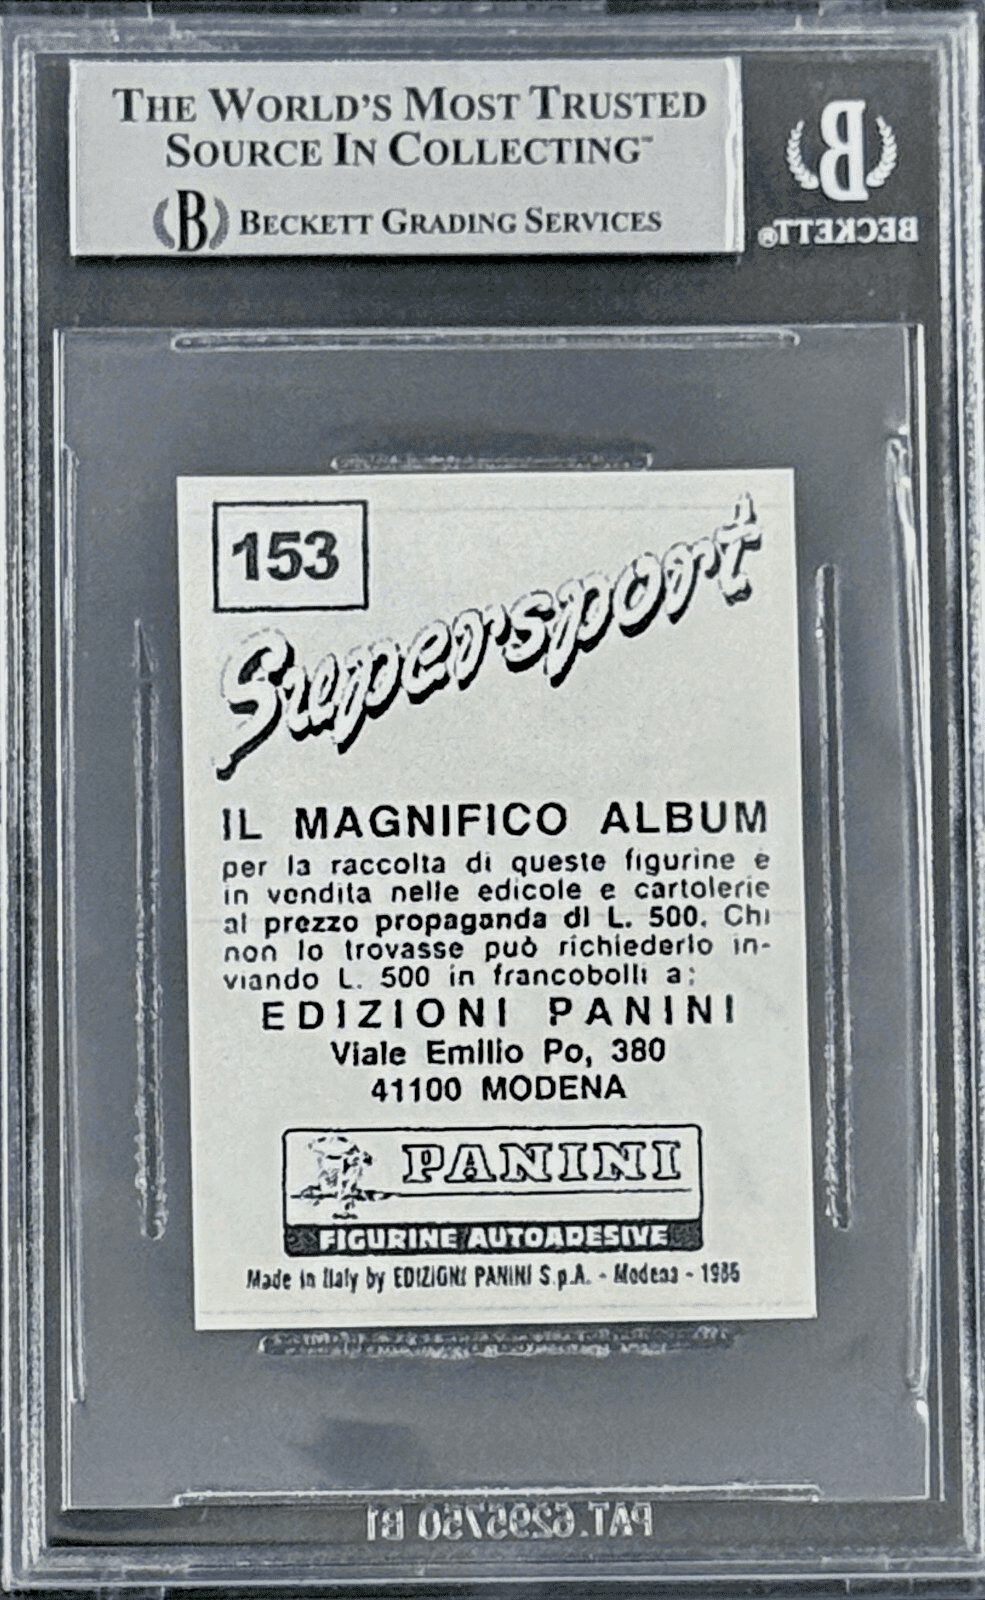 THE WORLD'S MOST TRUSTED
SOURCE IN COLLECTING™
B BECKETT GRADING SERVICES
B
BECKETT®
153
Supersport
IL MAGNIFICO ALBUM
per la raccolta di queste figurine è
in vendita nelle edicole e cartolerie
al prezzo propaganda di L. 500. Chi
non lo trovasse può richiederlo in-
viando L. 500 in francobolli a:
EDIZIONI PANINI
Viale Emilio Po, 380
41100 MODENA
PANINI
FIGURINE AUTOADESIVE
Made in Italy by EDIZIONI PANINI S.p.A. - Modena - 1986
PAT. 6295750 B1